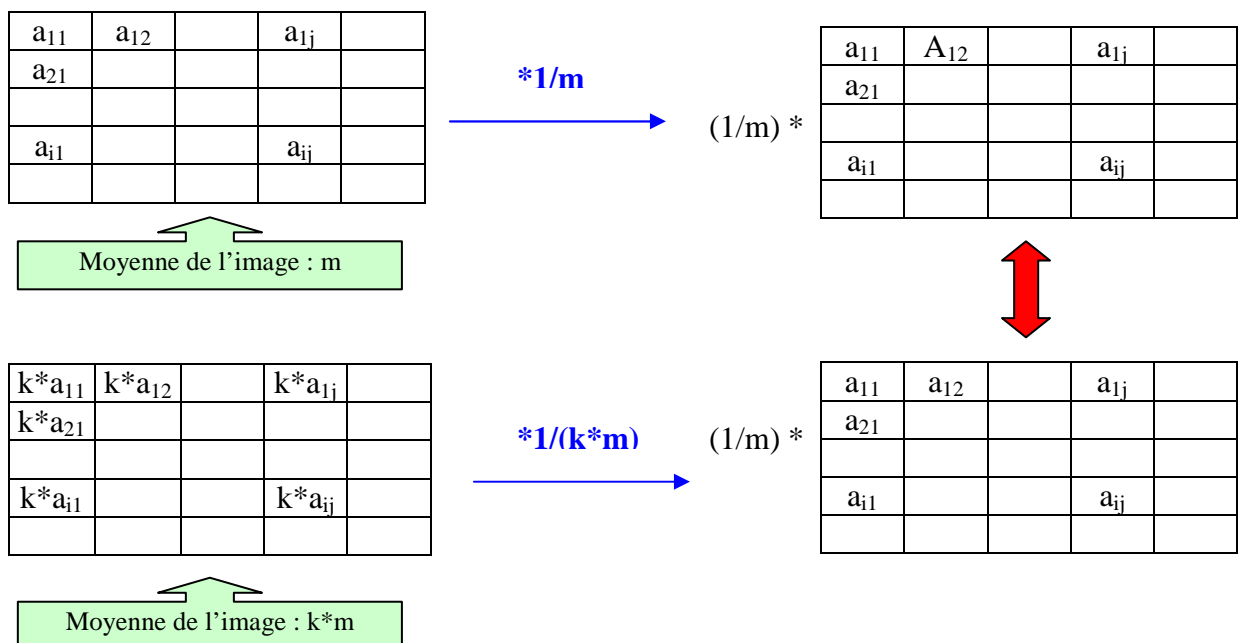 a11 a12 a1j
a21
ai1 aij
Moyenne de l’image : m
*1/m
(1/m) *
a11 A12 a1j
a21
ai1 aij
k*a11 k*a12 k*a1j
k*a21
k*ai1 k*aij
Moyenne de l’image : k*m
*1/(k*m)
(1/m) *
a11 a12 a1j
a21
ai1 aij